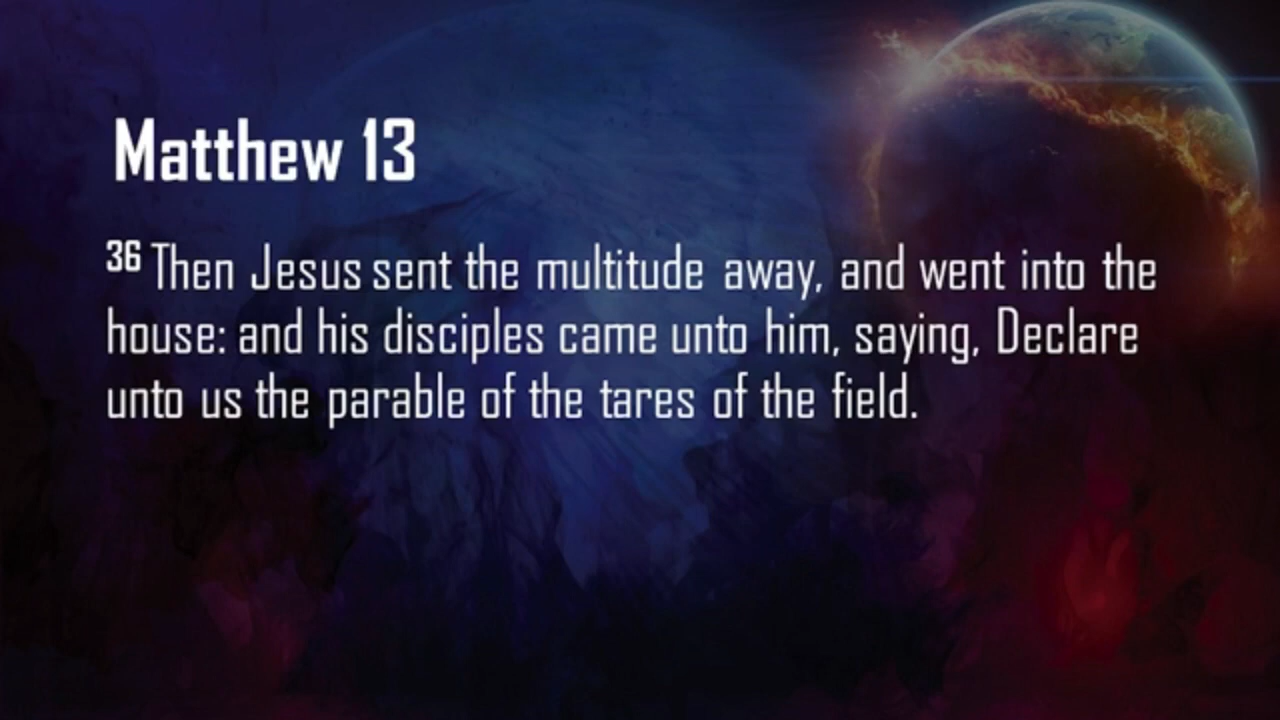 Matthew 13
36 Then Jesus sent the multitude away, and went into the
house: and his disciples came unto him, saying, Declare
unto us the parable of the tares of the field.